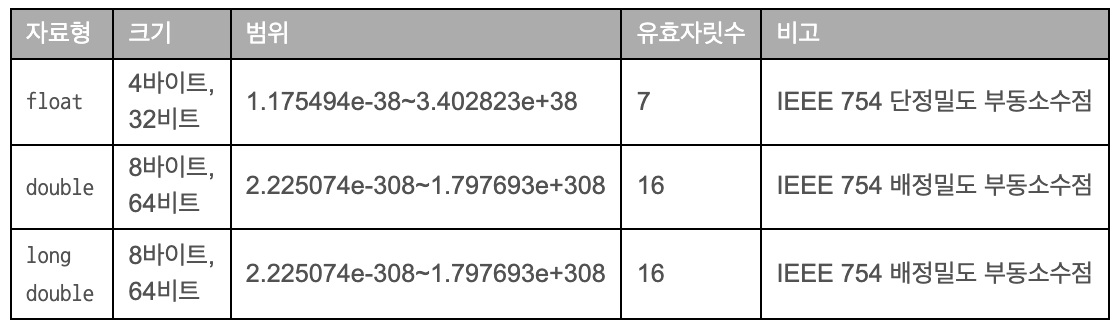 자료형 크기 범위 유효자릿수 비고
float 4바이트, 32비트 1.175494e-38~3.402823e+38 7 IEEE 754 단정밀도 부동소수점
double 8바이트, 64비트 2.225074e-308~1.797693e+308 16 IEEE 754 배정밀도 부동소수점
long double 8바이트, 64비트 2.225074e-308~1.797693e+308 16 IEEE 754 배정밀도 부동소수점